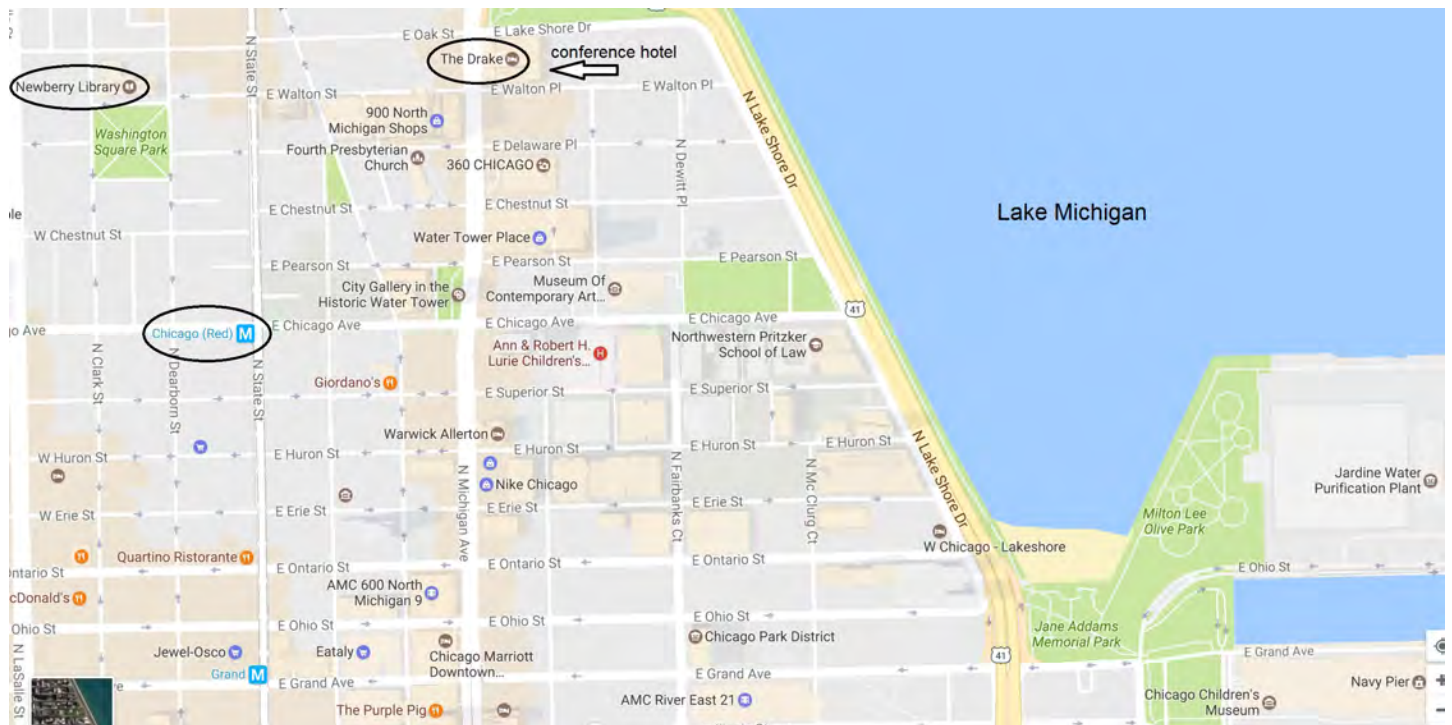 E Oak St
E Lake Shore Dr
The Drake
conference hotel
N State St
Newberry Library
E Walton St
E Walton Pl
E Walton Pl
900 North
Michigan Shops
Washington
Square Park
N Lake Shore Dr
Fourth Presbyterian
Church
E Delaware Pl
360 CHICAGO
N Dewitt Pl
E Chestnut St
E Chestnut St
Lake Michigan
W Chestnut St
Water Tower Place
E Pearson St
E Pearson St
E Pearson St
City Gallery in the
Historic Water Tower
Museum Of
Contemporary Art...
41
go Ave
Chicago (Red) M
E Chicago Ave
E Chicago Ave
E Chicago Ave
Ann & Robert H.
Lurie Children's...
H
Northwestern Pritzker
School of Law
N Clark St
N Dearborn St
N State St
Giordano's
E Superior St
E Superior St
Warwick Allerton
W Huron St
E Huron St
E Huron St
E Huron St
E Huron St
N Lake Shore Dr
N Michigan Ave
N Fairbanks Ct
N Mc Clurg Ct
Nike Chicago
Jardine Water
Purification Plant
W Erie St
E Erie St
E Erie St
E Erie St
Milton Lee
Olive Park
W Chicago - Lakeshore
Quartino Ristorante
Ontario St
E Ontario St
E Ontario St
E Ontario St
E Ohio St
AMC 600 North
Michigan 9
cDonald's
Ohio St
E Ohio St
E Ohio St
E Ohio St
Chicago Park District
Jane Addams
Memorial Park
N LaSalle St
Jewel-Osco
Eataly
Chicago Marriott
Downtown...
41
Grand M
E Grand Ave
E Grand Ave
E Grand Ave
Navy Pier
AMC River East 21
Chicago Children's
Museum
The Purple Pig